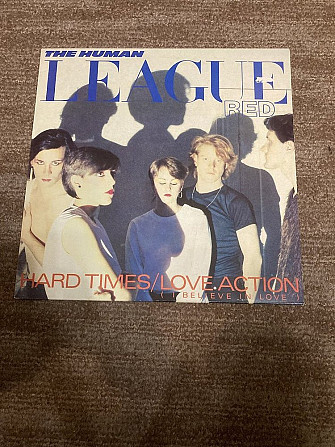 THE HUMAN
LEAGUE
RED
HARD TIMES/LOVE ACTION
( I BELIEVE IN LOVE )